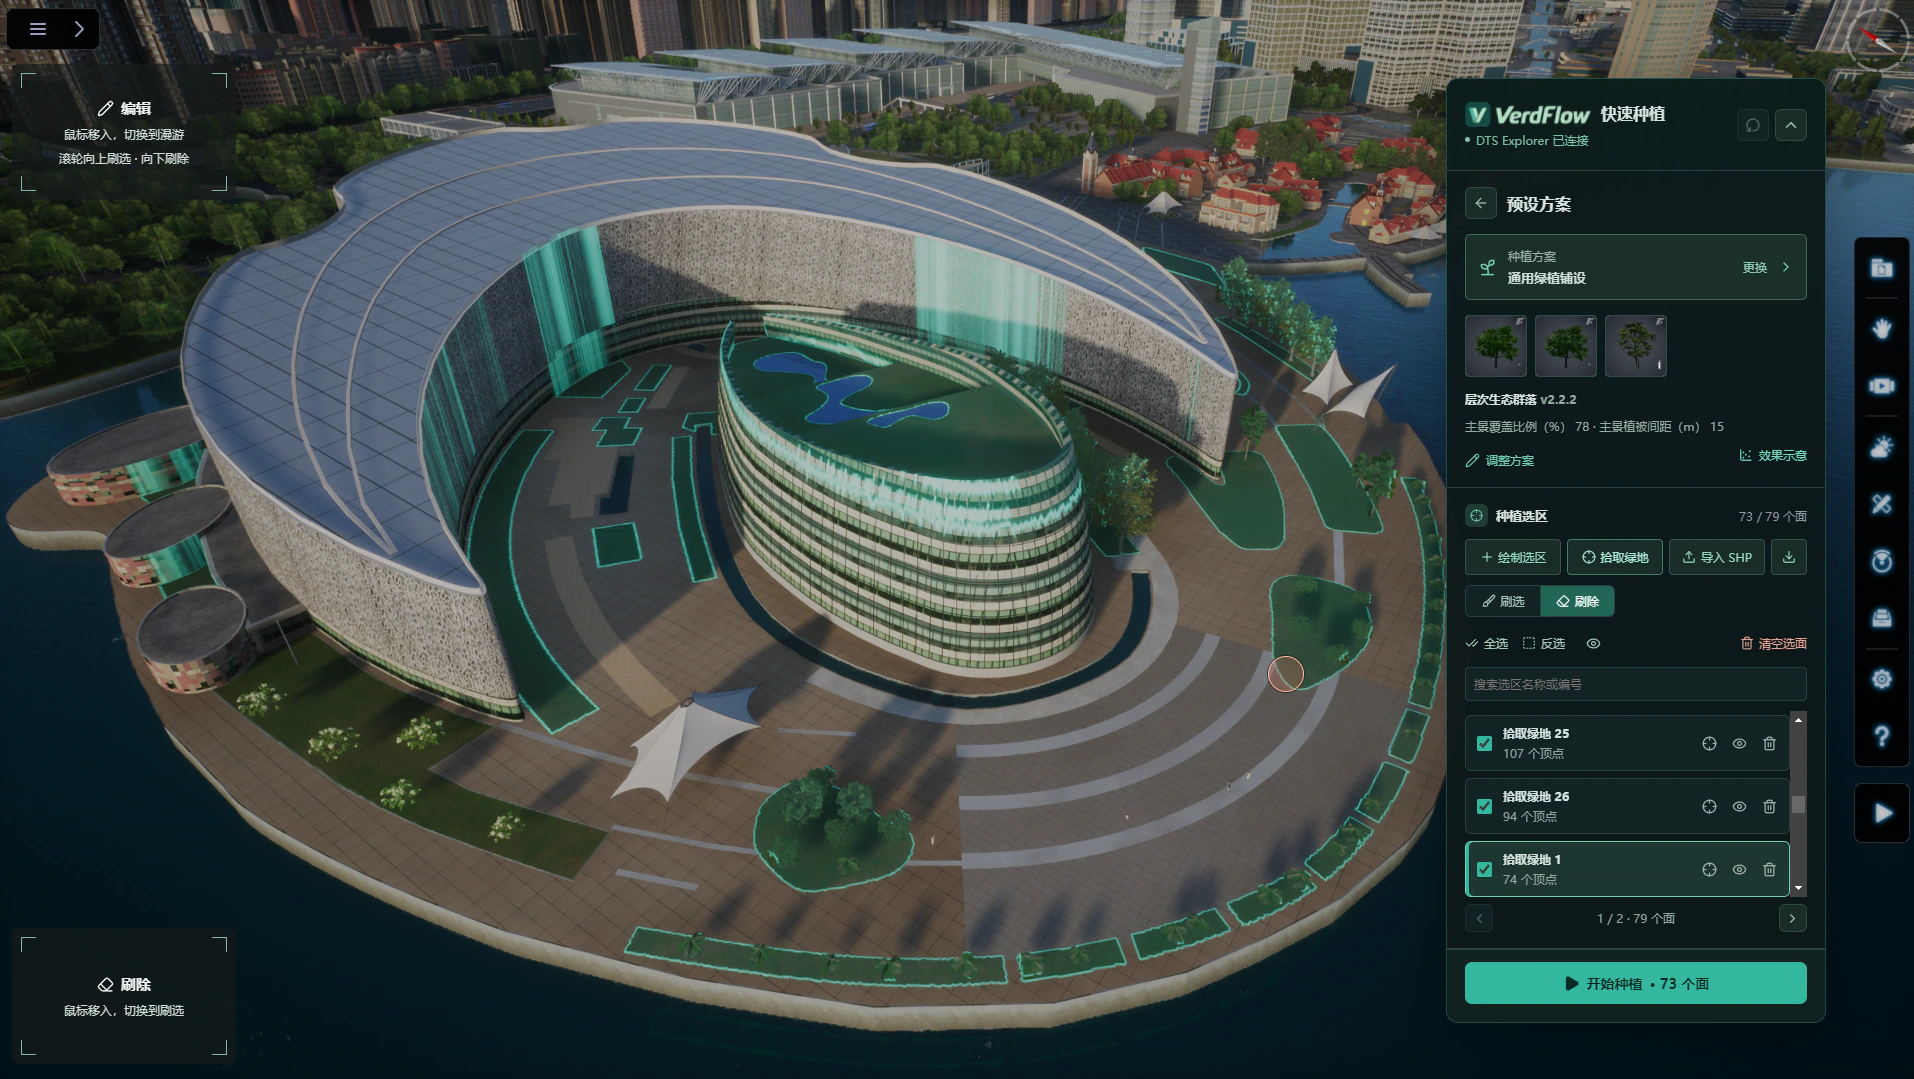 编辑
鼠标移入，切换到漫游
滚轮向上刷选 · 向下刷除
VerdFlow 快速种植
DTS Explorer 已连接
预设方案
种植方案
通用绿植铺设
更换
层次生态群落 v2.2.2
主景覆盖比例（%） 78 · 主景植被间距（m） 15
调整方案
效果示意
种植选区
73 / 79 个面
绘制选区
拾取绿地
导入 SHP
刷选
刷除
全选
反选
清空选面
搜索选区名称或编号
拾取绿地 25
107 个顶点
拾取绿地 26
94 个顶点
拾取绿地 1
74 个顶点
1 / 2 · 79 个面
开始种植 • 73 个面
刷除
鼠标移入，切换到刷选